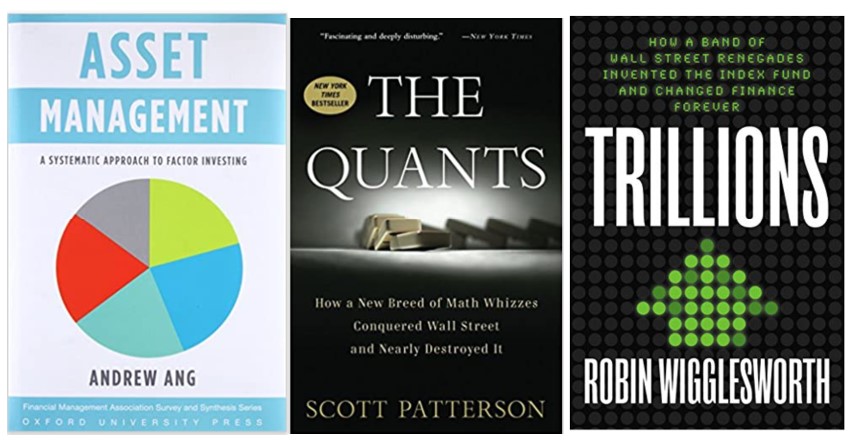 ASSET
MANAGEMENT
A SYSTEMATIC APPROACH TO FACTOR INVESTING
ANDREW ANG
Financial Management Association Survey and Synthesis Series
OXFORD UNIVERSITY PRESS
"Fascinating and deeply disturbing." —NEW YORK TIMES
NEW YORK
TIMES
BESTSELLER
THE
QUANTS
How a New Breed of Math Whizzes
Conquered Wall Street
and Nearly Destroyed It
SCOTT PATTERSON
HOW A BAND OF
WALL STREET RENEGADES
INVENTED THE INDEX FUND
AND CHANGED FINANCE
FOREVER
TRILLIONS
ROBIN WIGGLESWORTH